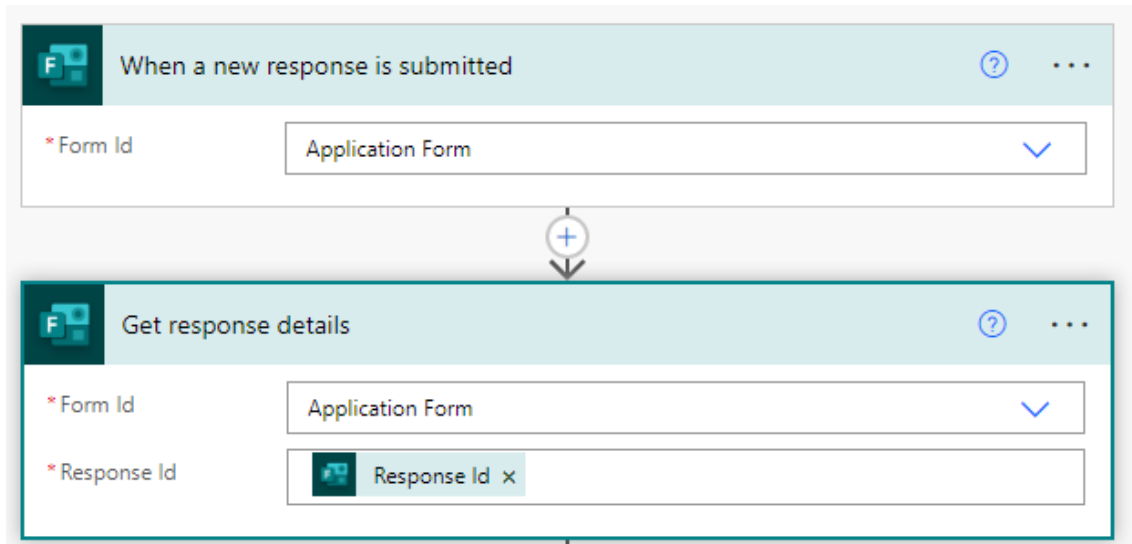 When a new response is submitted
* Form Id
Application Form
Get response details
* Form Id
Application Form
* Response Id
Response Id ×